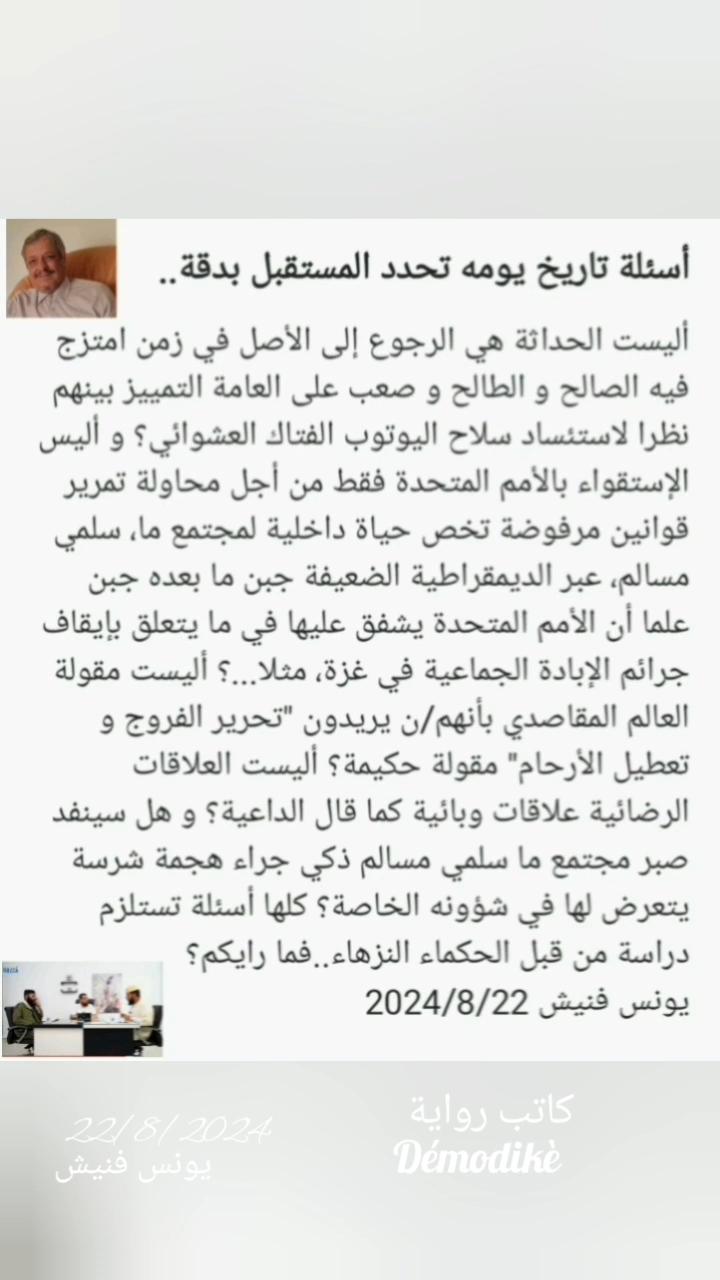 أسئلة تاريخ يومه تحدد المستقبل بدقة..
أليست الحداثة هي الرجوع إلى الأصل في زمن امتزج
فيه الصالح و الطالح و صعب على العامة التمييز بينهم
نظرا لاستئساد سلاح اليوتوب الفتاك العشوائي؟ و أليس
الإستقواء بالأمم المتحدة فقط من أجل محاولة تمرير
قوانين مرفوضة تخص حياة داخلية لمجتمع ما، سلمي
مسالم، عبر الديمقراطية الضعيفة جبن ما بعده جبن
علما أن الأمم المتحدة يشفق عليها في ما يتعلق بإيقاف
جرائم الإبادة الجماعية في غزة، مثلا...؟ أليست مقولة
العالم المقاصدي بأنهم/ن يريدون "تحرير الفروج و
تعطيل الأرحام" مقولة حكيمة؟ أليست العلاقات
الرضائية علاقات وبائية كما قال الداعية؟ و هل سينفد
صبر مجتمع ما سلمي مسالم ذكي جراء هجمة شرسة
يتعرض لها في شؤونه الخاصة؟ كلها أسئلة تستلزم
دراسة من قبل الحكماء النزهاء..فما رايكم؟
يونس فنيش 2024/8/22
كاتب رواية
Démodikè
22/8/2024
يونس فنيش